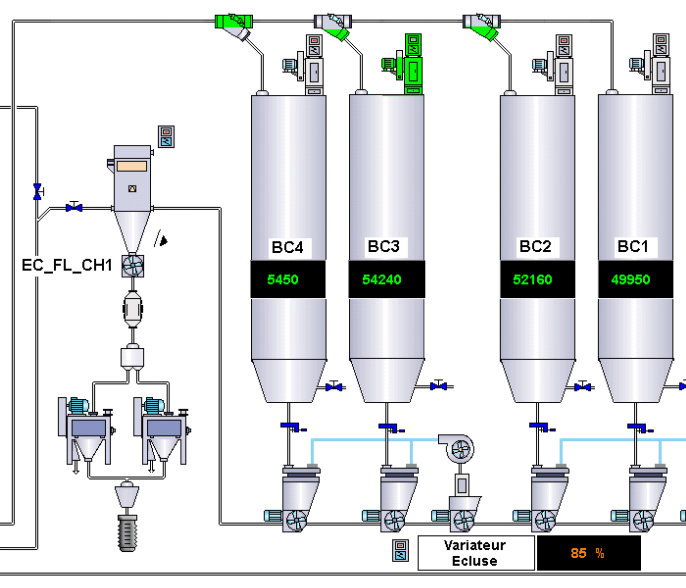 BC4
BC3
BC2
BC1
EC_FL_CH1
5450
54240
52160
49950
Variateur
Ecluse
85 %